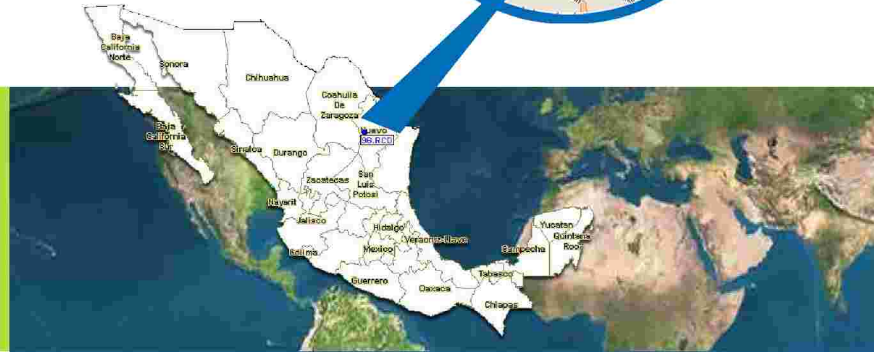 Baja
California
Norte
Sonora
Chihuahua
Coahuila
De
Zaragoza
Nuevo
Baja
California
Sur
Sinaloa
Durango
Zacatecas
San
Luis
Potosi
Nayarit
Jalisco
Hidalgo
Veracruz-Llave
Colima
Mexico
Guerrero
Oaxaca
Tabasco
Chiapas
Campeche
Yucatan
Quintana
Roo